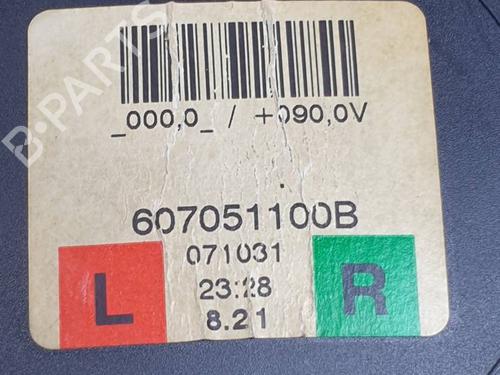 B-PARTS
_000,0_ / +090,0V
607051100B
071031
23:28
8.21
L
R